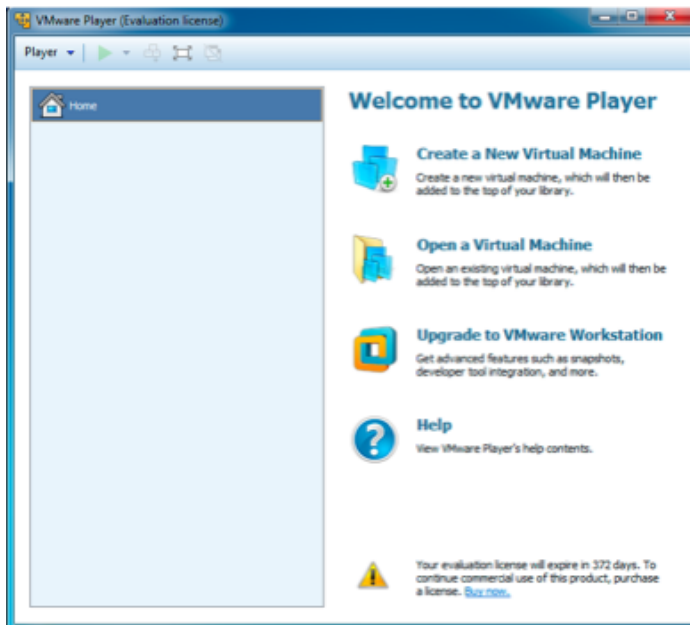 VMware Player (Evaluation license)
Player
Home
Welcome to VMware Player
Create a New Virtual Machine
Create a new virtual machine, which will then be
added to the top of your library.
Open a Virtual Machine
Open an existing virtual machine, which will then be
added to the top of your library.
Upgrade to VMware Workstation
Get advanced features such as snapshots,
developer tool integration, and more.
Help
View VMware Player's help contents.
Your evaluation license will expire in 372 days. To
continue commercial use of this product, purchase
a license. Buy now.